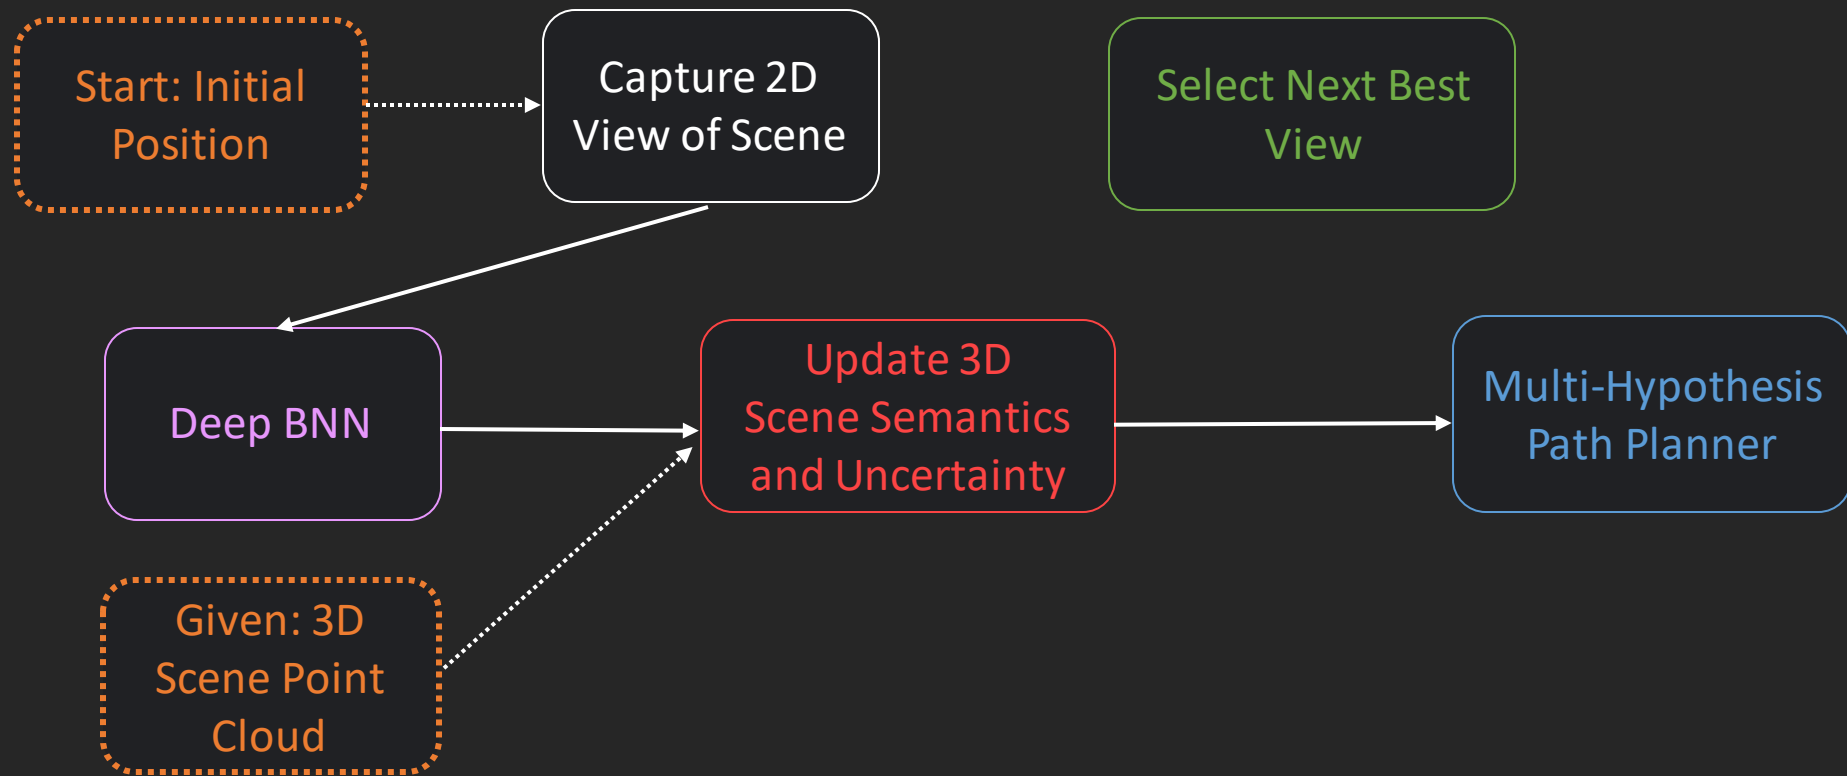 Start: Initial
Position
Capture 2D
View of Scene
Select Next Best
View
Deep BNN
Update 3D
Scene Semantics
and Uncertainty
Multi-Hypothesis
Path Planner
Given: 3D
Scene Point
Cloud